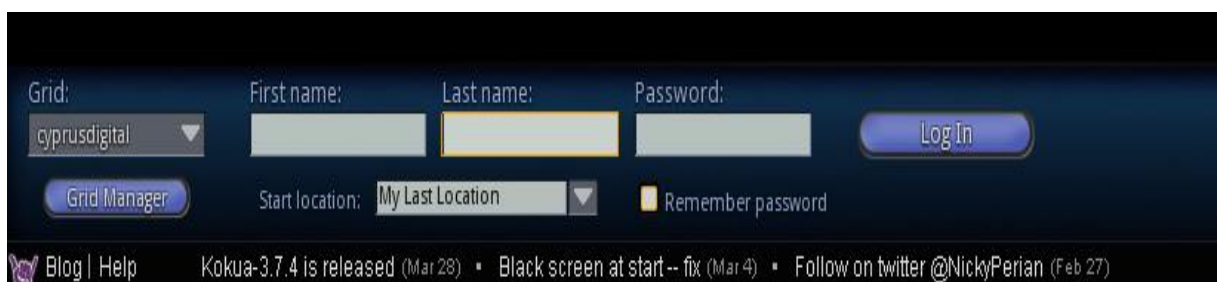 Grid: First name: Last name: Password:
cyprusdigital Log In
Grid Manager Start location: My Last Location Remember password
Blog | Help Kokua-3.7.4 is released (Mar 28) ▪ Black screen at start -- fix (Mar 4) ▪ Follow on twitter @NickyPerian (Feb 27)